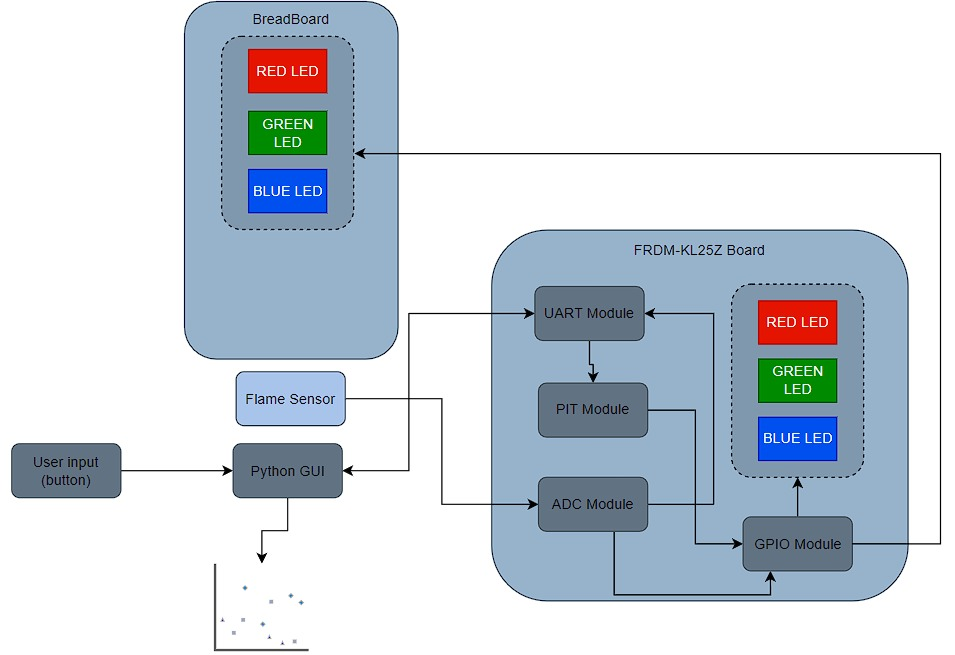 BreadBoard
RED LED
GREEN
LED
BLUE LED
FRDM-KL25Z Board
UART Module
RED LED
GREEN
LED
PIT Module
BLUE LED
Flame Sensor
User input
(button)
Python GUI
ADC Module
GPIO Module